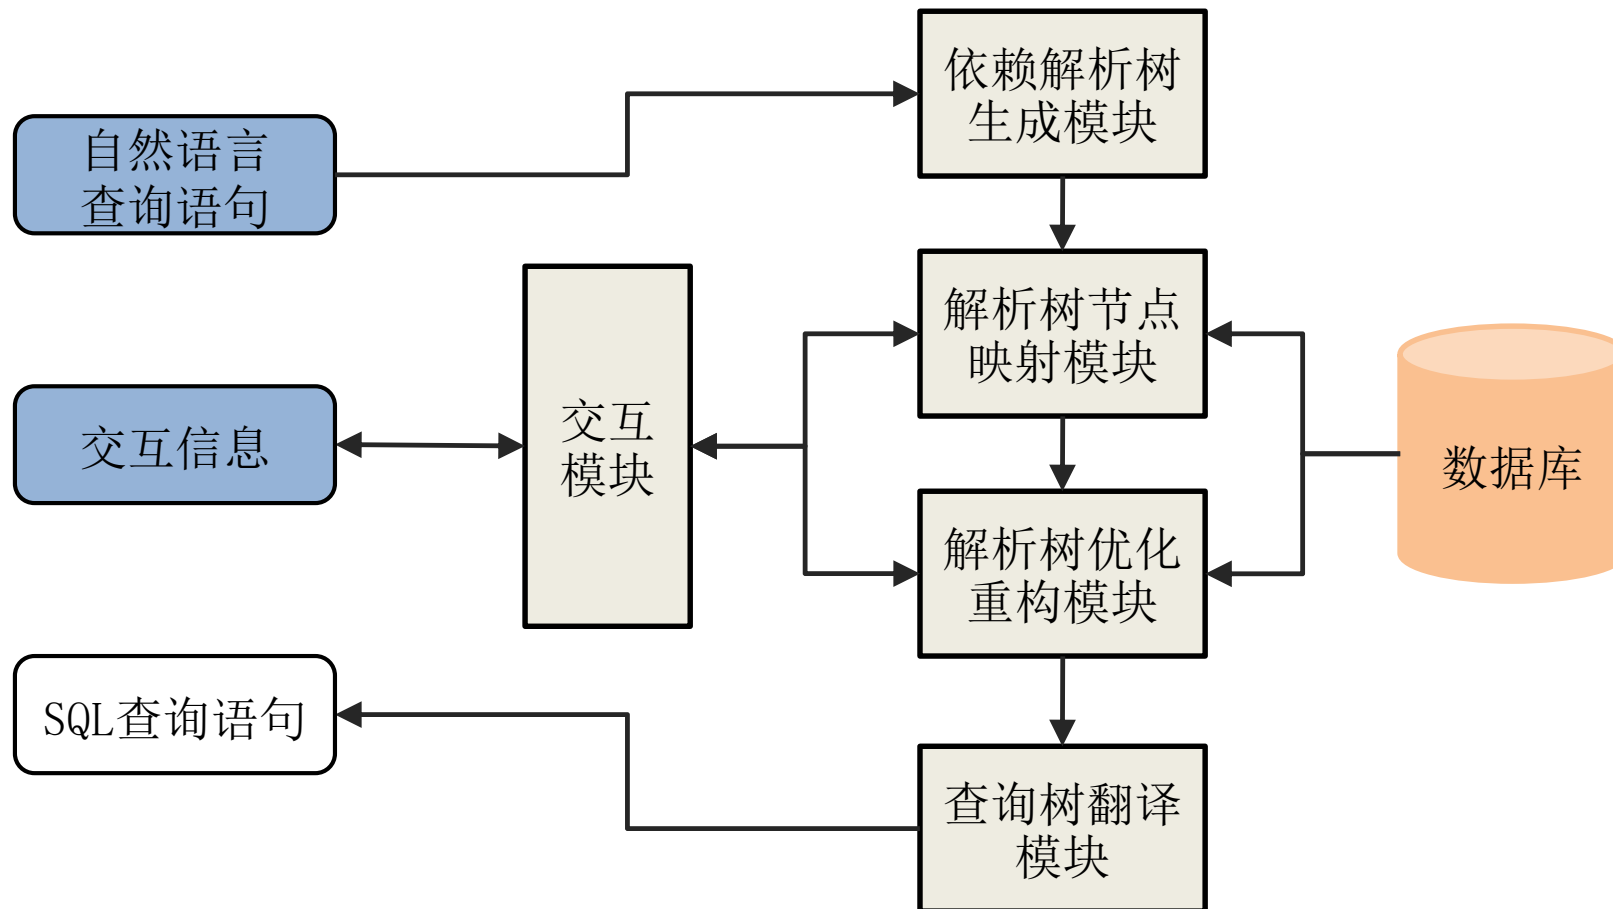 依赖解析树
生成模块
自然语言
查询语句
解析树节点
映射模块
交互
模块
交互信息
数据库
解析树优化
重构模块
SQL查询语句
查询树翻译
模块